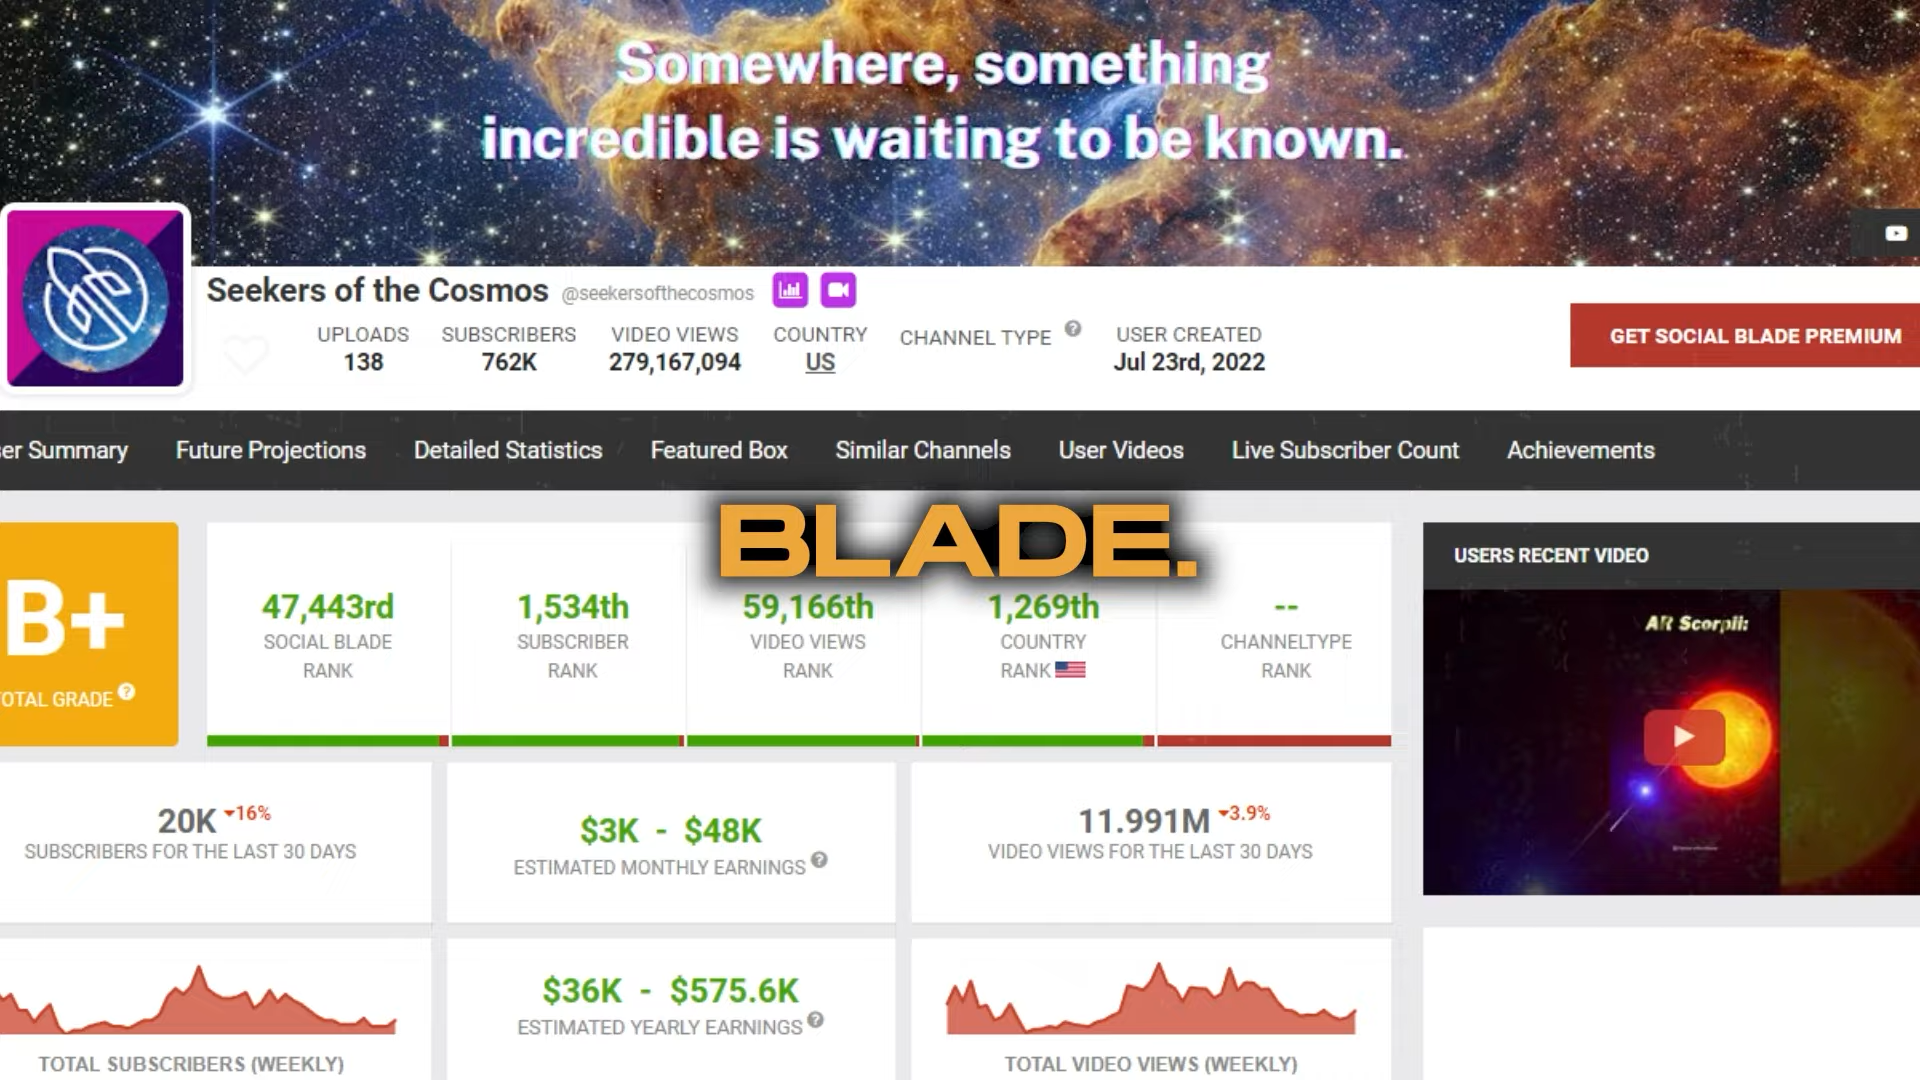 Somewhere, something
incredible is waiting to be known.
Seekers of the Cosmos @seekersofthecosmos
UPLOADS
138
SUBSCRIBERS
762K
VIDEO VIEWS
279,167,094
COUNTRY
US
CHANNEL TYPE ?
USER CREATED
Jul 23rd, 2022
GET SOCIAL BLADE PREMIUM
er Summary Future Projections Detailed Statistics Featured Box Similar Channels User Videos Live Subscriber Count Achievements
BLADE.
B+
OTAL GRADE ?
47,443rd
SOCIAL BLADE
RANK
1,534th
SUBSCRIBER
RANK
59,166th
VIDEO VIEWS
RANK
1,269th
COUNTRY
RANK
--
CHANNELTYPE
RANK
USERS RECENT VIDEO
AR Scorpii:
20K 16%
SUBSCRIBERS FOR THE LAST 30 DAYS
$3K - $48K
ESTIMATED MONTHLY EARNINGS ?
11.991M 3.9%
VIDEO VIEWS FOR THE LAST 30 DAYS
TOTAL SUBSCRIBERS (WEEKLY)
$36K - $575.6K
ESTIMATED YEARLY EARNINGS ?
TOTAL VIDEO VIEWS (WEEKLY)